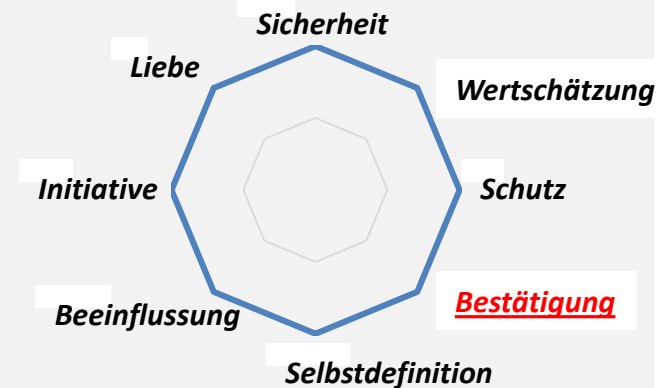 Sicherheit
Liebe
Wertschätzung
Initiative
Schutz
Beeinflussung
Bestätigung
Selbstdefinition